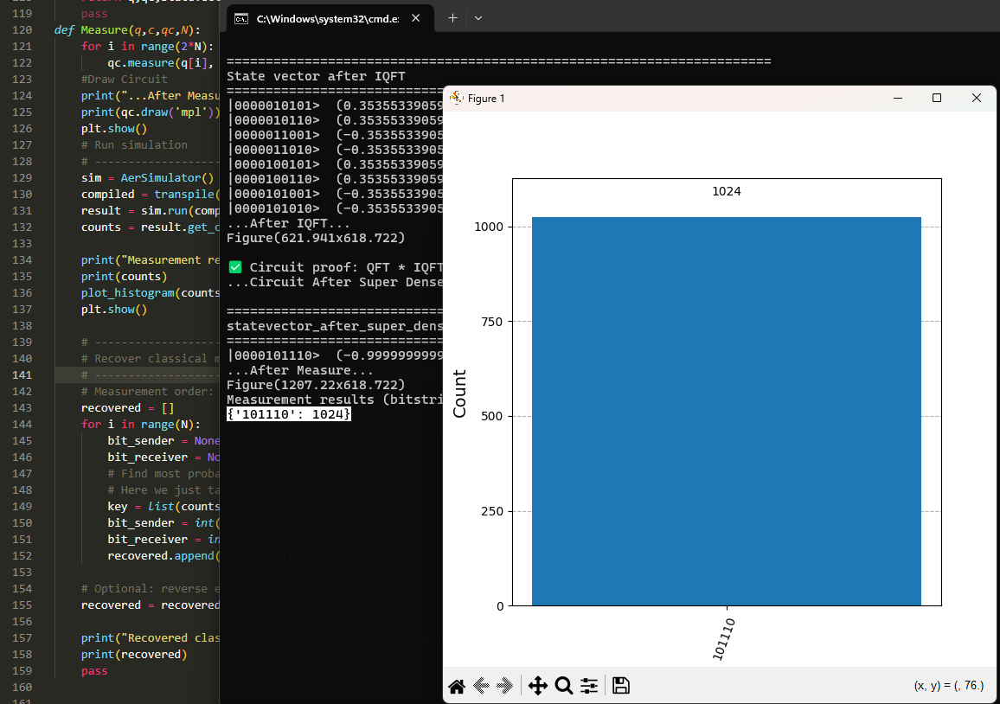 119 pass
120 def Measure(q,c,qc,N):
121 for i in range(2*N):
122 qc.measure(q[i],
123 #Draw Circuit
124 print("...After Measu
125 print(qc.draw('mpl'))
126 plt.show()
127 # Run simulation
128 # -------------------
129 sim = AerSimulator()
130 compiled = transpile(
131 result = sim.run(comp
132 counts = result.get_c
133
134 print("Measurement re
135 print(counts)
136 plot_histogram(counts
137 plt.show()
138
139 # -------------------
140 # Recover classical m
141 # -------------------
142 # Measurement order:
143 recovered = []
144 for i in range(N):
145 bit_sender = None
146 bit_receiver = No
147 # Find most proba
148 # Here we just ta
149 key = list(counts
150 bit_sender = int(
151 bit_receiver = in
152 recovered.append(
153
154 # Optional: reverse e
155 recovered = recovered
156
157 print("Recovered clas
158 print(recovered)
159 pass
160
161
C:\Windows\system32\cmd.e:
======================================================================
State vector after IQFT
============================
|0000010101> (0.35355339059
|0000010110> (0.35355339059
|0000011001> (-0.3535533905
|0000011010> (-0.3535533905
|0000100101> (0.35355339059
|0000100110> (0.35355339059
|0000101001> (-0.3535533905
|0000101010> (-0.3535533905
...After IQFT...
Figure(621.941x618.722)
✅ Circuit proof: QFT * IQFT
...Circuit After Super Dense
============================
statevector_after_super_dens
============================
|0000101110> (-0.9999999999
...After Measure...
Figure(1207.22x618.722)
Measurement results (bitstri
{'101110': 1024}
Figure 1
1024
1000
750
500
250
0
Count
101110
(x, y) = (, 76.)